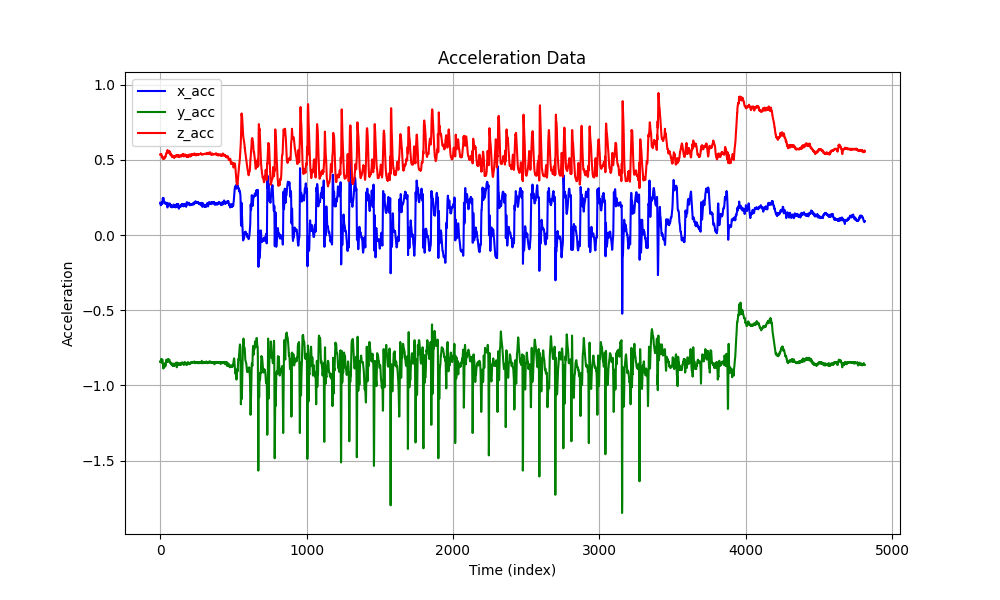 Acceleration Data
x_acc
y_acc
z_acc
1.0
0.5
0.0
−0.5
−1.0
−1.5
Acceleration
0
1000
2000
3000
4000
5000
Time (index)